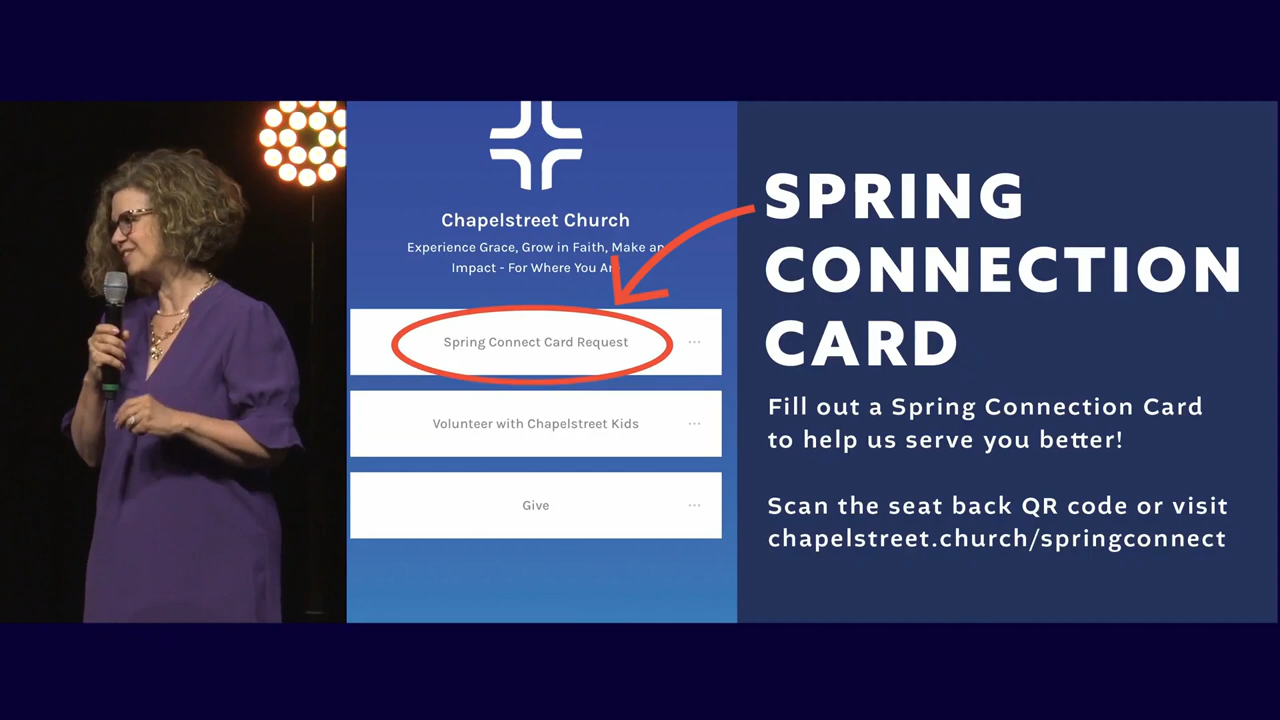 Chapelstreet Church
Experience Grace, Grow in Faith, Make an
Impact - For Where You Ar
Spring Connect Card Request
Volunteer with Chapelstreet Kids
Give
SPRING
CONNECTION
CARD
Fill out a Spring Connection Card
to help us serve you better!
Scan the seat back QR code or visit
chapelstreet.church/springconnect